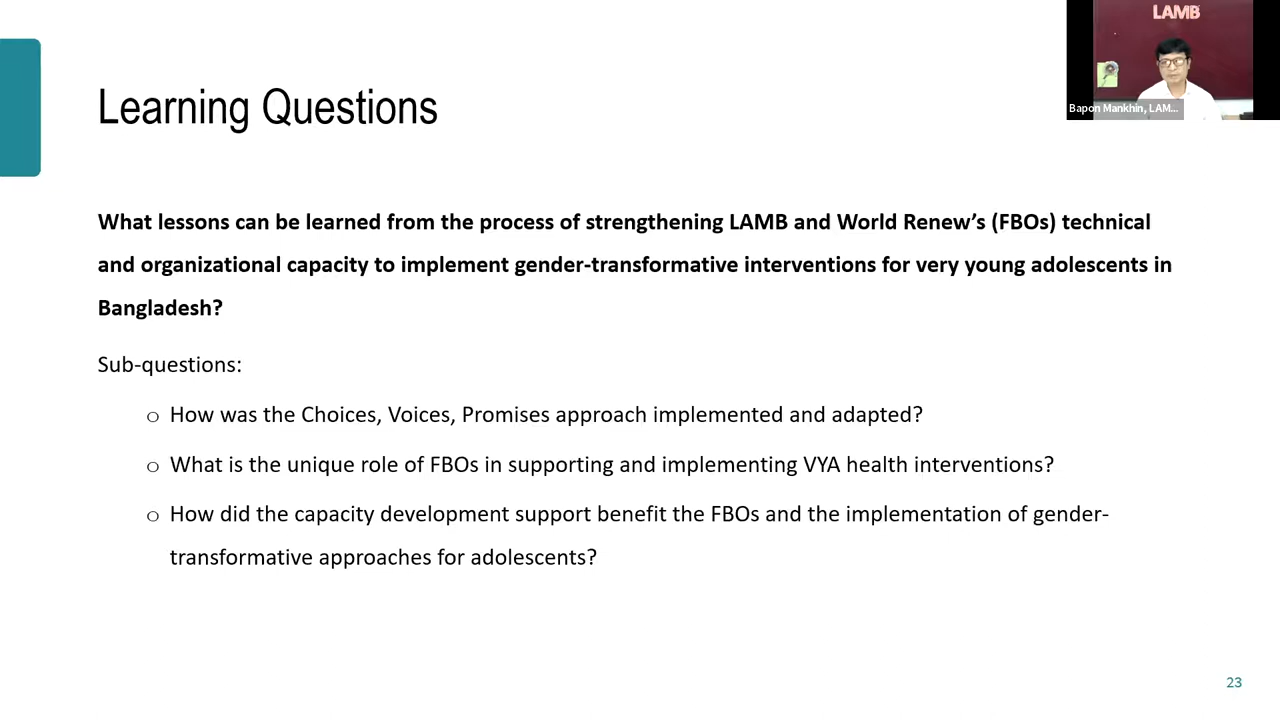 LAMB
Bapon Mankhin, LAM...
Learning Questions
What lessons can be learned from the process of strengthening LAMB and World Renew’s (FBOs) technical
and organizational capacity to implement gender-transformative interventions for very young adolescents in
Bangladesh?
Sub-questions:
How was the Choices, Voices, Promises approach implemented and adapted?
What is the unique role of FBOs in supporting and implementing VYA health interventions?
How did the capacity development support benefit the FBOs and the implementation of gender-
transformative approaches for adolescents?
23